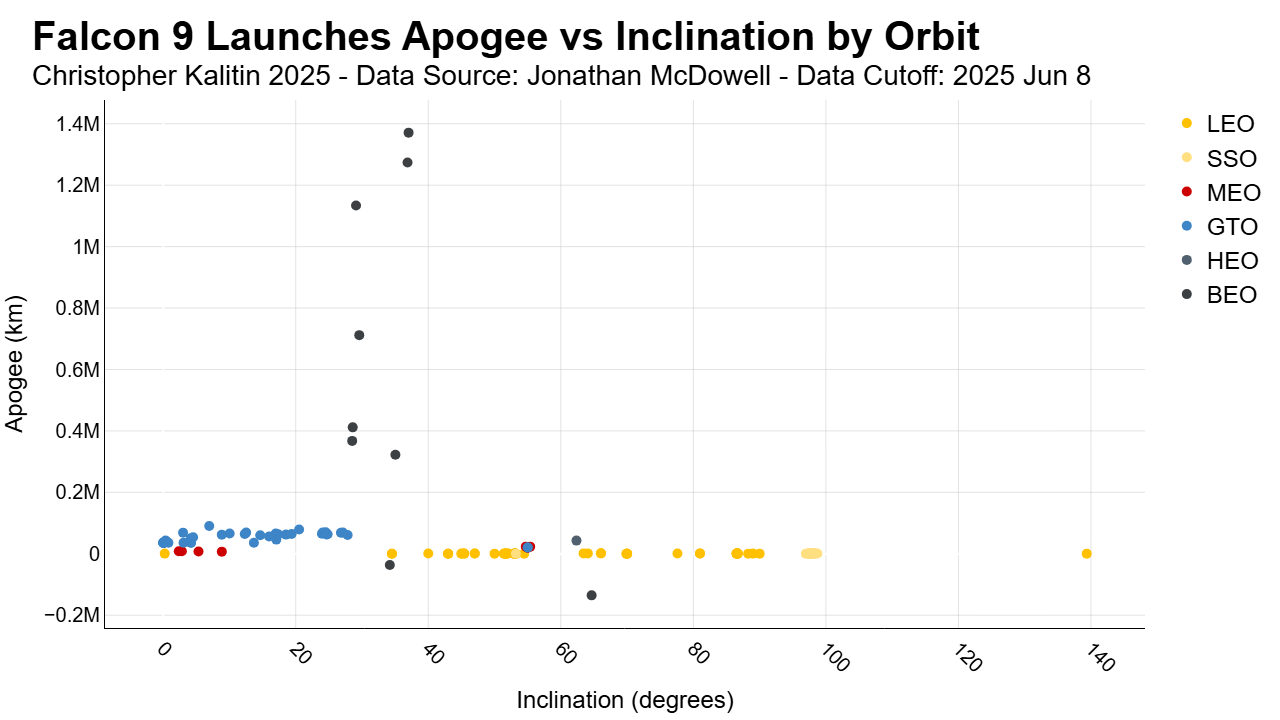 Falcon 9 Launches Apogee vs Inclination by Orbit
Christopher Kalitin 2025 - Data Source: Jonathan McDowell - Data Cutoff: 2025 Jun 8
1.4M
1.2M
1M
0.8M
0.6M
0.4M
0.2M
0
−0.2M
Apogee (km)
0
20
40
60
80
100
120
140
Inclination (degrees)
LEO
SSO
MEO
GTO
HEO
BEO